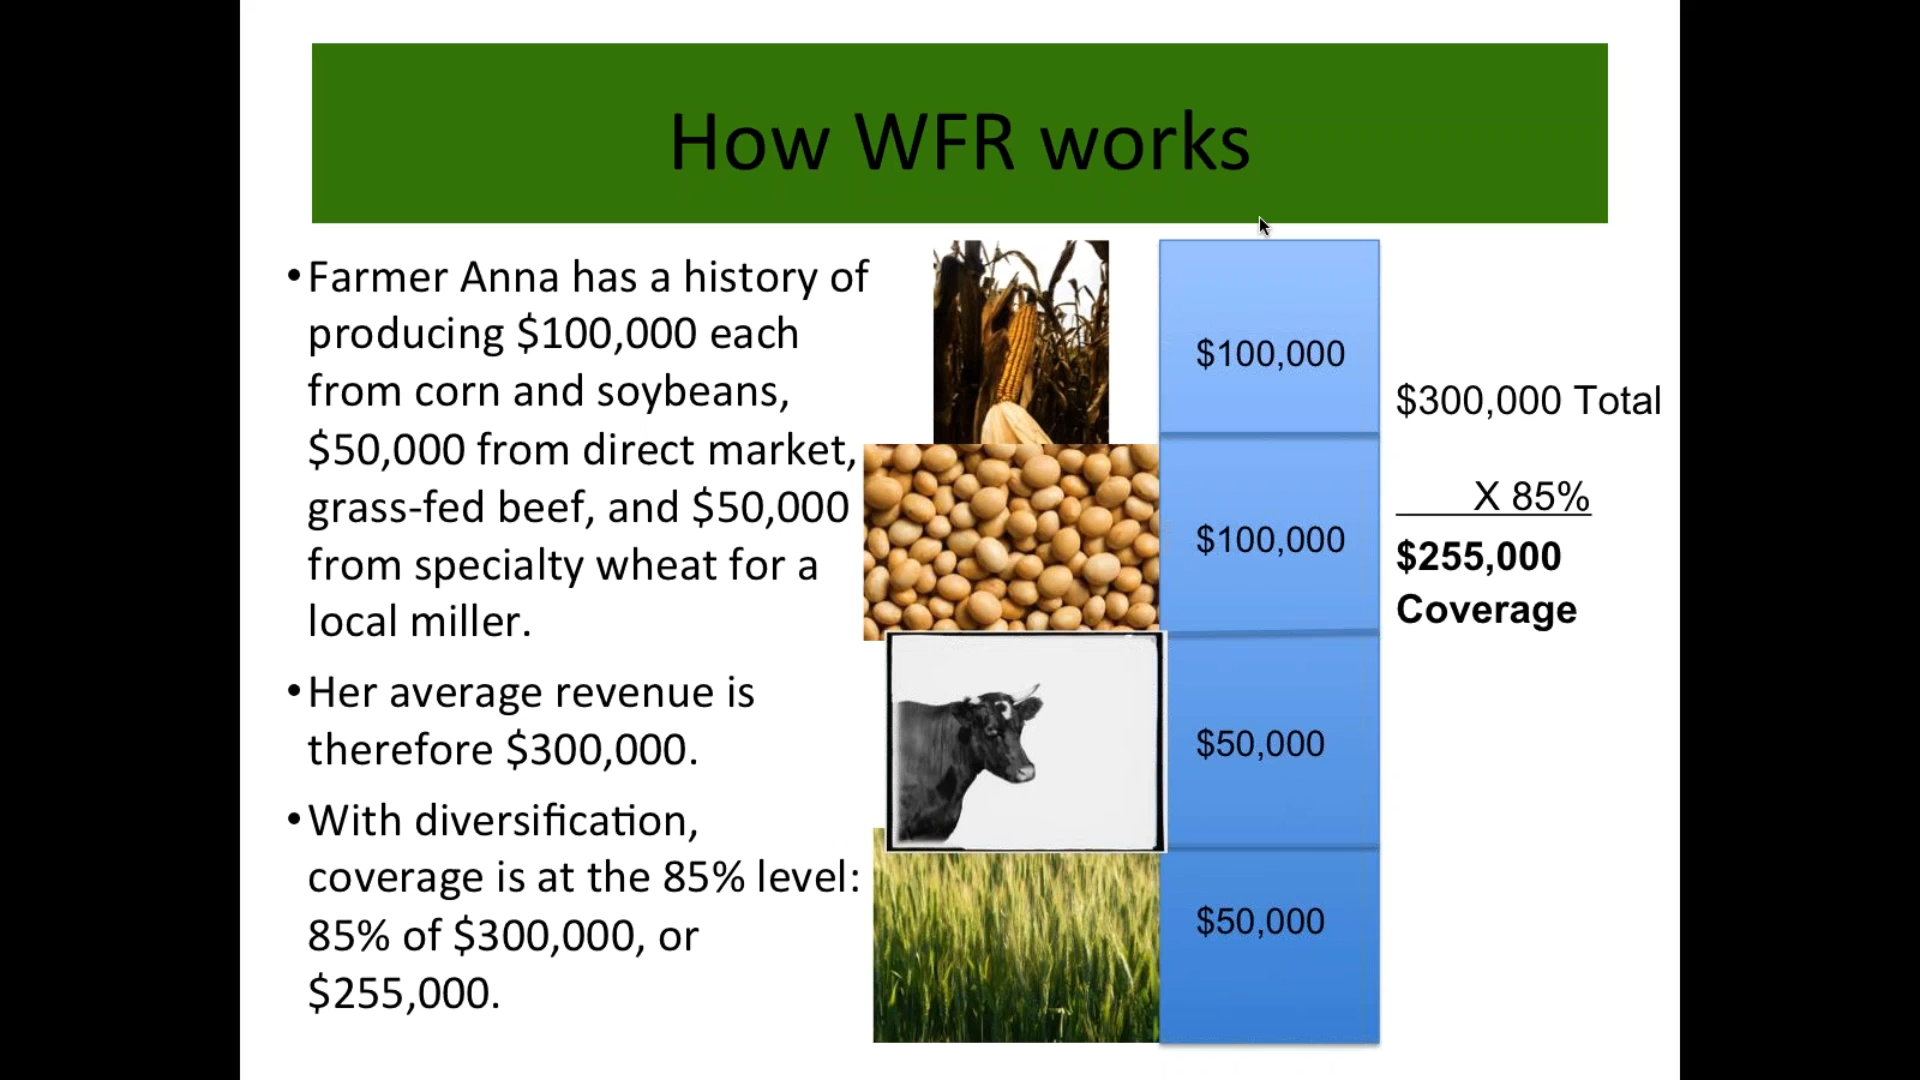 How WFR works
•Farmer Anna has a history of
producing $100,000 each
from corn and soybeans,
$50,000 from direct market,
grass-fed beef, and $50,000
from specialty wheat for a
local miller.
•Her average revenue is
therefore $300,000.
•With diversification,
coverage is at the 85% level:
85% of $300,000, or
$255,000.
$100,000
$100,000
$50,000
$50,000
$300,000 Total
X 85%
$255,000
Coverage